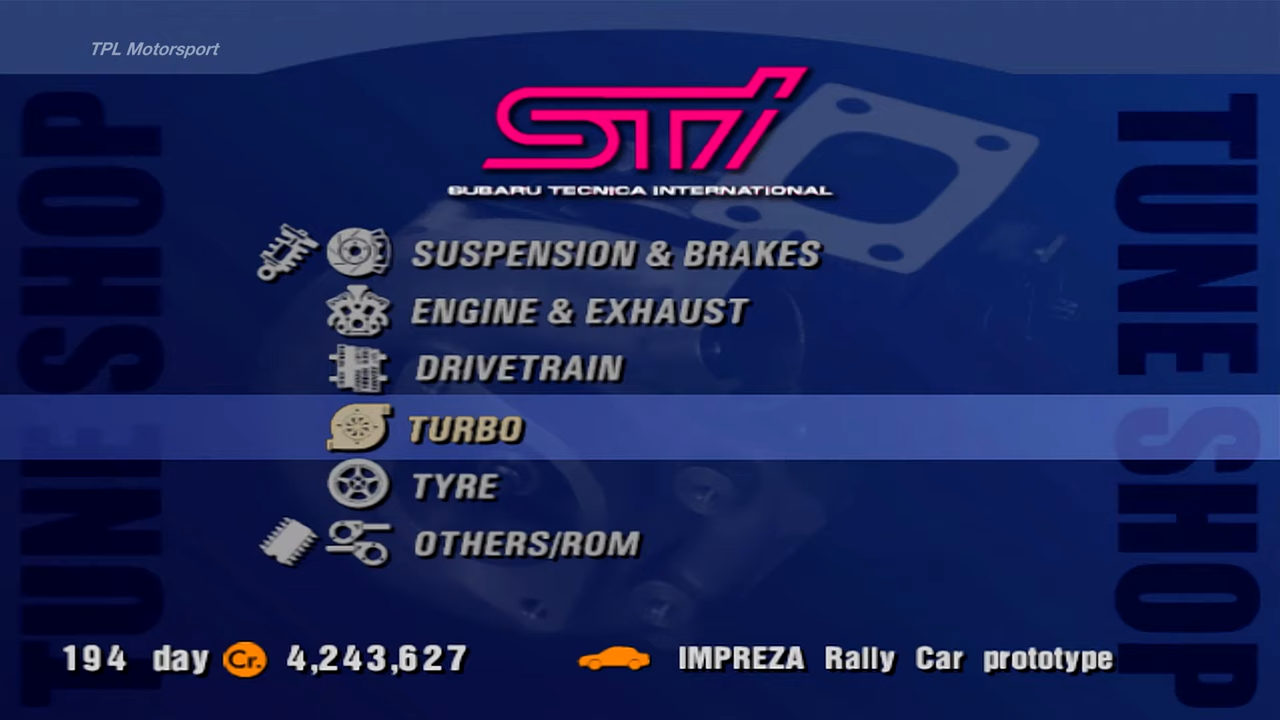 TPL Motorsport
STi
SUBARU TECNICA INTERNATIONAL
SUSPENSION & BRAKES
ENGINE & EXHAUST
DRIVETRAIN
TURBO
TYRE
OTHERS/ROM
TUNE SHOP
TUNE SHOP
194 day Cr. 4,243,627 IMPREZA Rally Car prototype